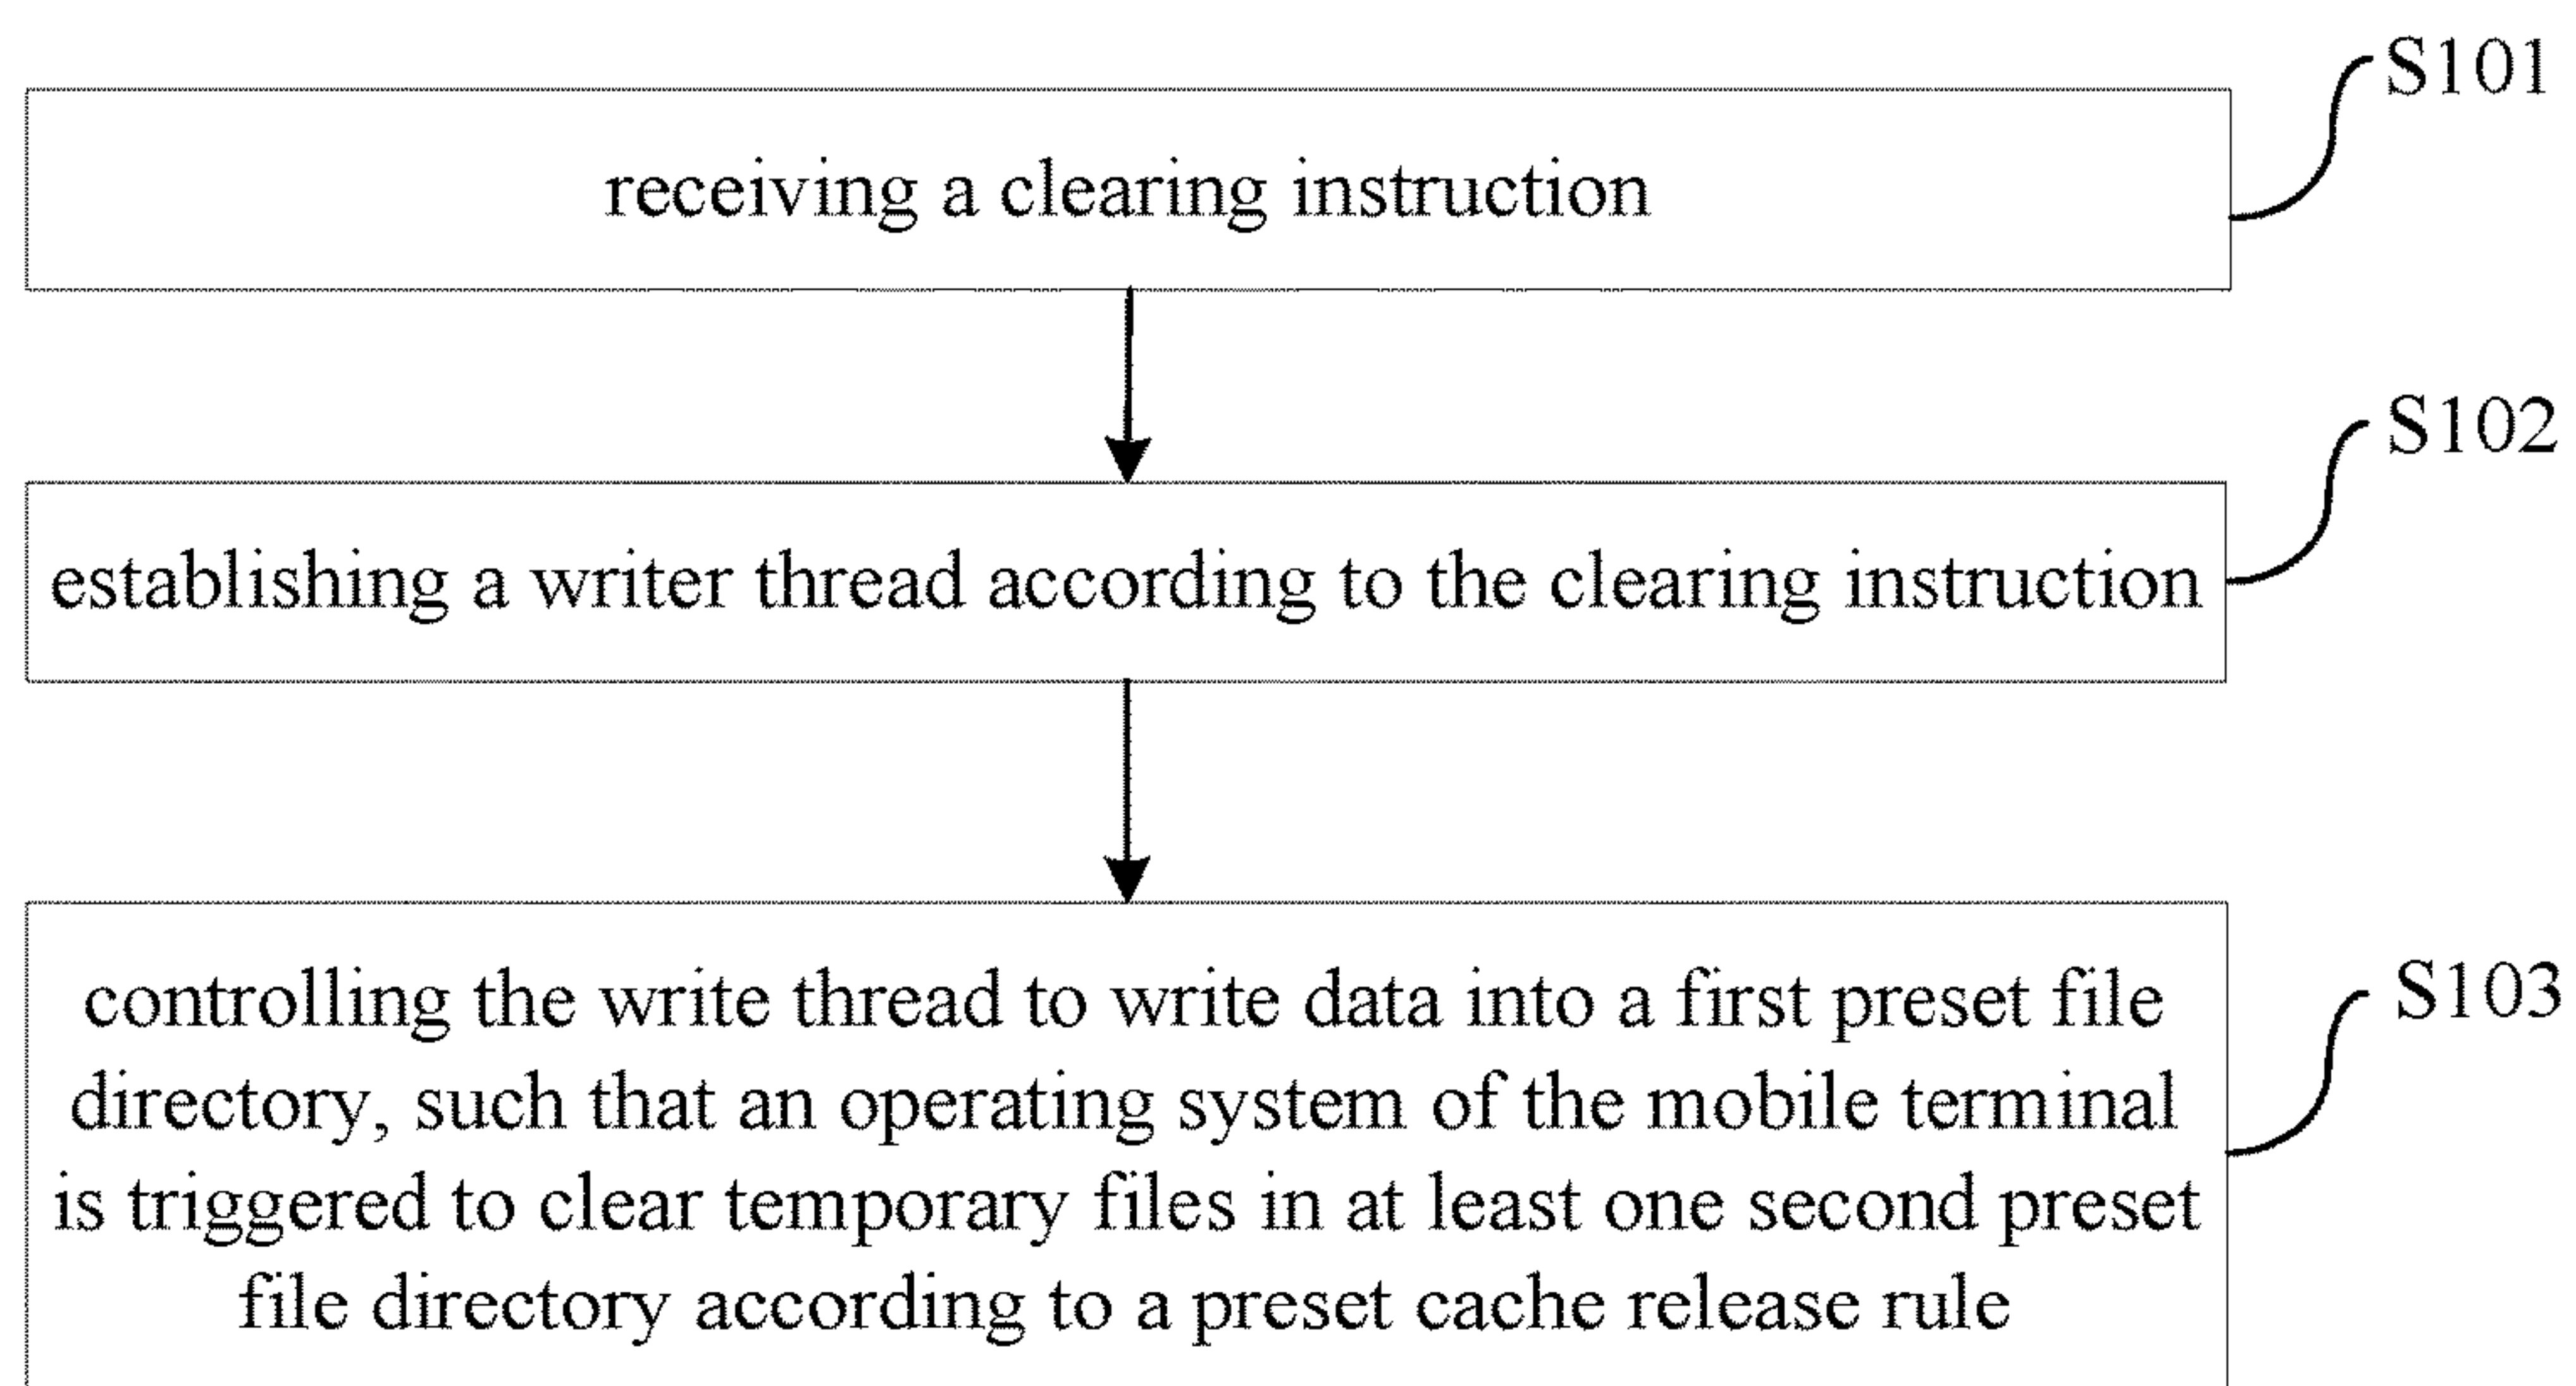 S101
receiving a clearing instruction
S102
establishing a writer thread according to the clearing instruction
S103
controlling the write thread to write data into a first preset file
directory, such that an operating system of the mobile terminal
is triggered to clear temporary files in at least one second preset
file directory according to a preset cache release rule